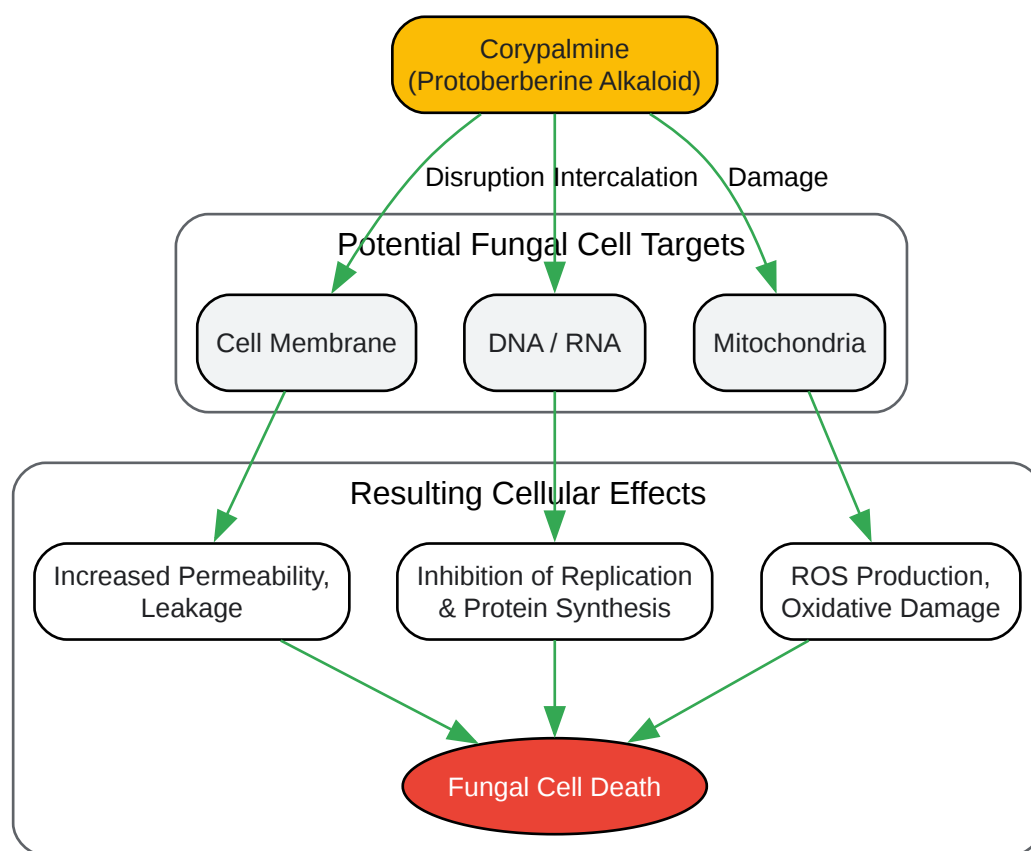 Corypalmine
(Protoberberine Alkaloid)
Disruption
Intercalation
Damage
Potential Fungal Cell Targets
Cell Membrane
DNA / RNA
Mitochondria
Resulting Cellular Effects
Increased Permeability,
Leakage
Inhibition of Replication
& Protein Synthesis
ROS Production,
Oxidative Damage
Fungal Cell Death